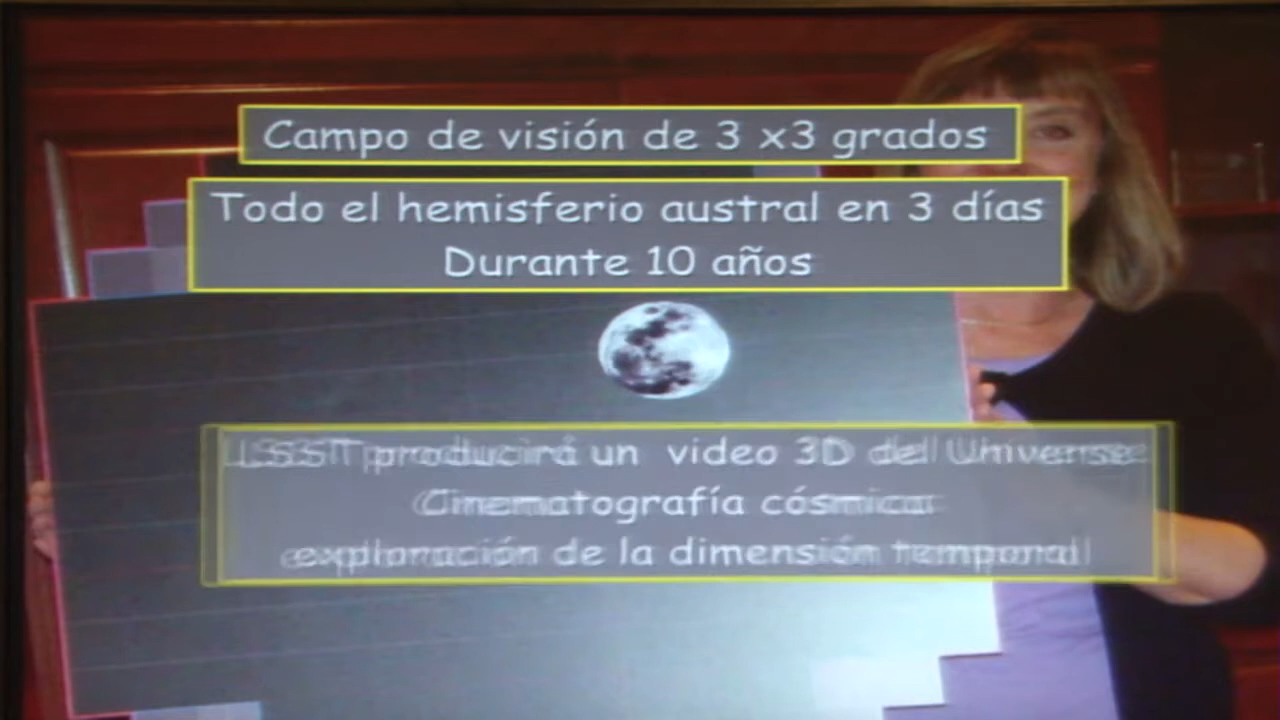 Campo de visión de 3 x3 grados
Todo el hemisferio austral en 3 días
Durante 10 años
LSST producirá un video 3D del Universe
Cinematografía cósmica:
exploración de la dimensión temporal